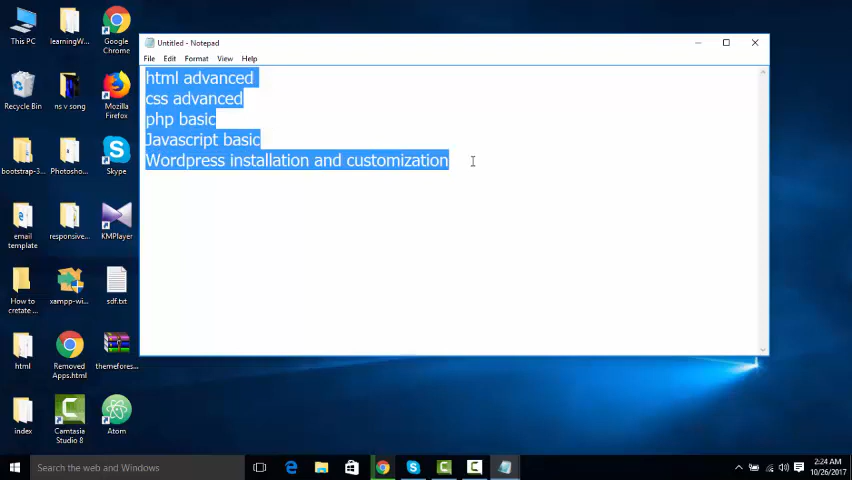 This PC
learningW...
Google
Chrome
Untitled - Notepad
File Edit Format View Help
html advanced
css advanced
php basic
Javascript basic
Wordpress installation and customization
Recycle Bin
ns v song
Mozilla
Firefox
bootstrap-3...
Photosho...
Skype
email
template
responsive...
KMPlayer
How to
cretate ...
xampp-wi...
sdf.txt
html
Removed
Apps.html
themefores...
index
Camtasia
Studio 8
Atom
Search the web and Windows
2:24 AM
10/26/2017